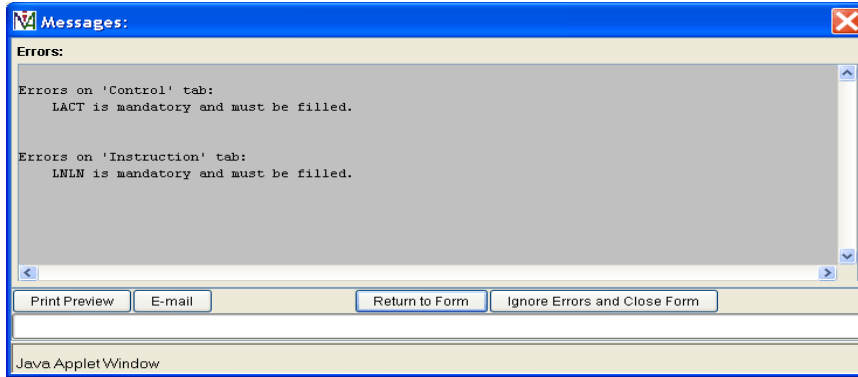 Messages:
Errors:
Errors on 'Control' tab:
LACT is mandatory and must be filled.
Errors on 'Instruction' tab:
LNLN is mandatory and must be filled.
Print Preview E-mail Return to Form Ignore Errors and Close Form
Java Applet Window